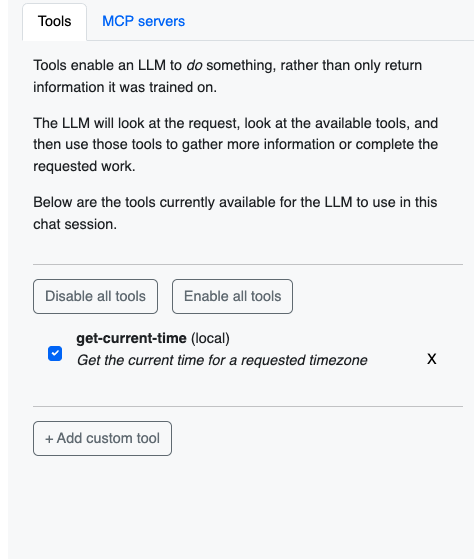 Tools MCP servers
Tools enable an LLM to do something, rather than only return
information it was trained on.
The LLM will look at the request, look at the available tools, and
then use those tools to gather more information or complete the
requested work.
Below are the tools currently available for the LLM to use in this
chat session.
Disable all tools Enable all tools
get-current-time (local)
Get the current time for a requested timezone X
+ Add custom tool